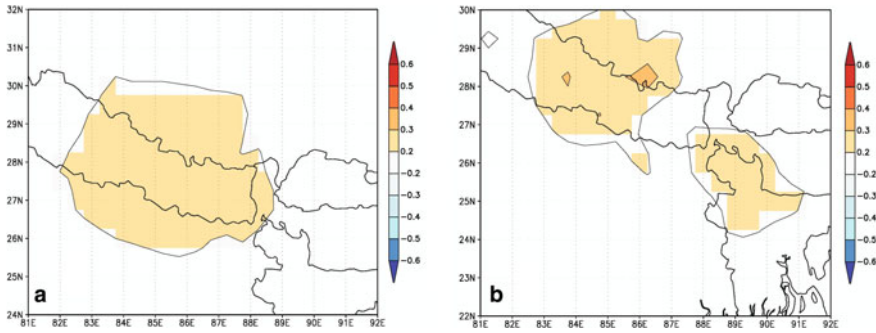 32N
31N
30N
29N
28N
27N
26N
25N
24N
81E 82E 83E 84E 85E 86E 87E 88E 89E 90E 91E 92E
a
0.6
0.5
0.4
0.3
0.2
-0.2
-0.3
-0.4
-0.5
-0.6
30N
29N
28N
27N
26N
25N
24N
23N
22N
81E 82E 83E 84E 85E 86E 87E 88E 89E 90E 91E 92E
b
0.6
0.5
0.4
0.3
0.2
-0.2
-0.3
-0.4
-0.5
-0.6